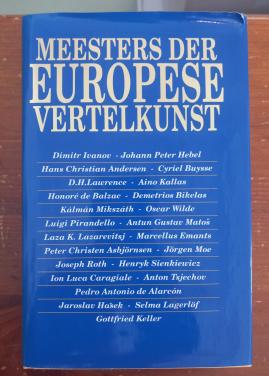 MEESTERS DER
EUROPESE
VERTELKUNST
Dimitr Ivanov - Johann Peter Hebel
Hans Christian Andersen - Cyriel Buysse
D.H.Lawrence - Aino Kallas
Honoré de Balzac - Demetrios Bikelas
Kálmán Mikszáth - Oscar Wilde
Luigi Pirandello - Antun Gustav Matoš
Laza K. Lazarevitsj - Marcellus Emants
Peter Christen Asbjörnsen - Jörgen Moe
Joseph Roth - Henryk Sienkiewicz
Ion Luca Caragiale - Anton Tsjechov
Pedro Antonio de Alarcón
Jaroslav Hašek - Selma Lagerlöf
Gottfried Keller